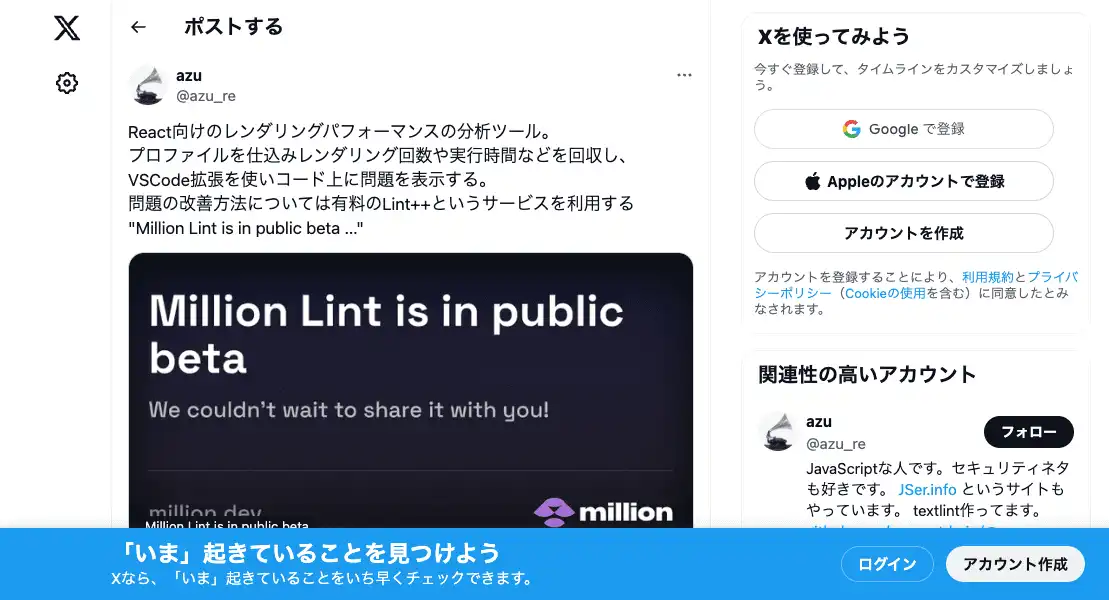 ポストする
azu
@azu_re
React向けのレンダリングパフォーマンスの分析ツール。
プロファイルを仕込みレンダリング回数や実行時間などを回収し、
VSCode拡張を使いコード上に問題を表示する。
問題の改善方法については有料のLint++というサービスを利用する
"Million Lint is in public beta ..."
Million Lint is in public
beta
We couldn't wait to share it with you!
million.dev
million
Million Lint is in public beta
Xを使ってみよう
今すぐ登録して、タイムラインをカスタマイズしましょ
う。
Google で登録
Appleのアカウントで登録
アカウントを作成
アカウントを登録することにより、利用規約とプライバ
シーポリシー（Cookieの使用を含む）に同意したとみ
なされます。
関連性の高いアカウント
azu
@azu_re
フォロー
JavaScriptな人です。セキュリティネタ
も好きです。 JSer.info というサイトも
やっています。 textlint作ってます。
「いま」起きていることを見つけよう
Xなら、「いま」起きていることをいち早くチェックできます。
ログイン
アカウント作成